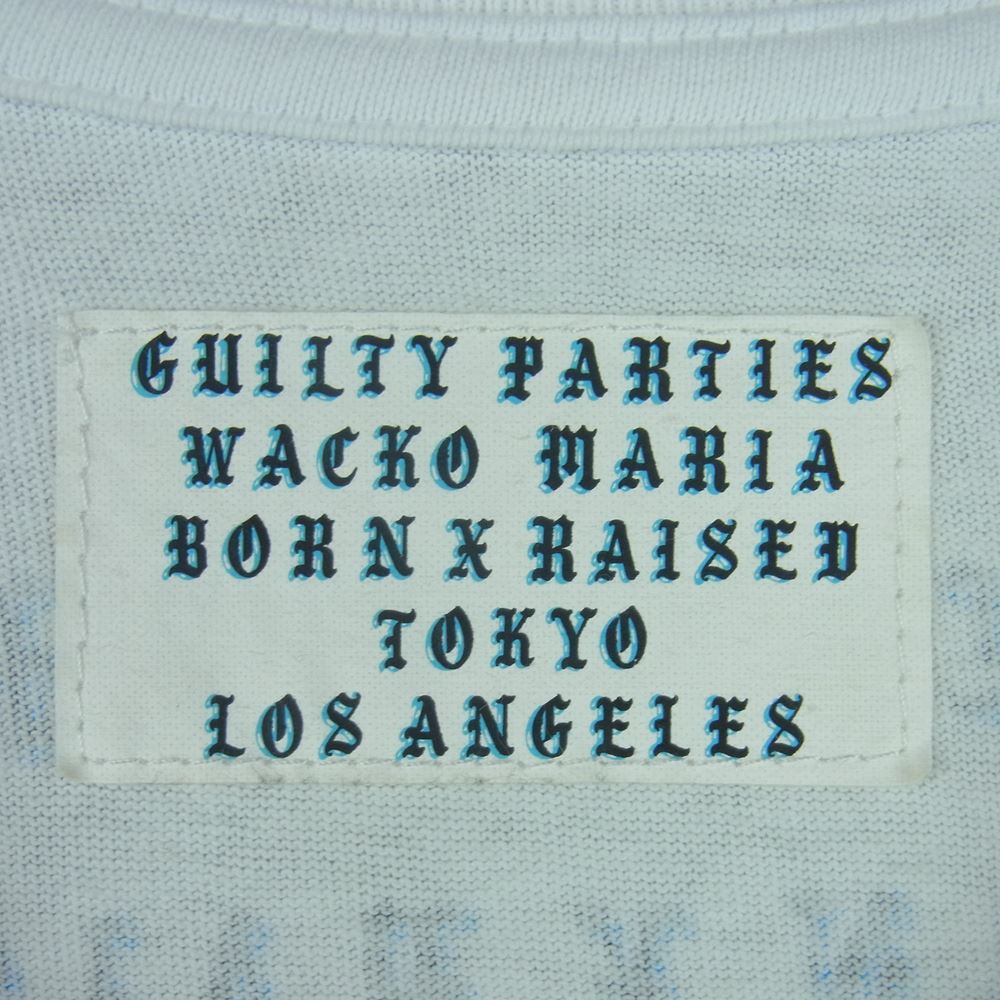 GUILTY PARTIES
WACKO MARIA
BORN X RAISED
TOKYO
LOS ANGELES